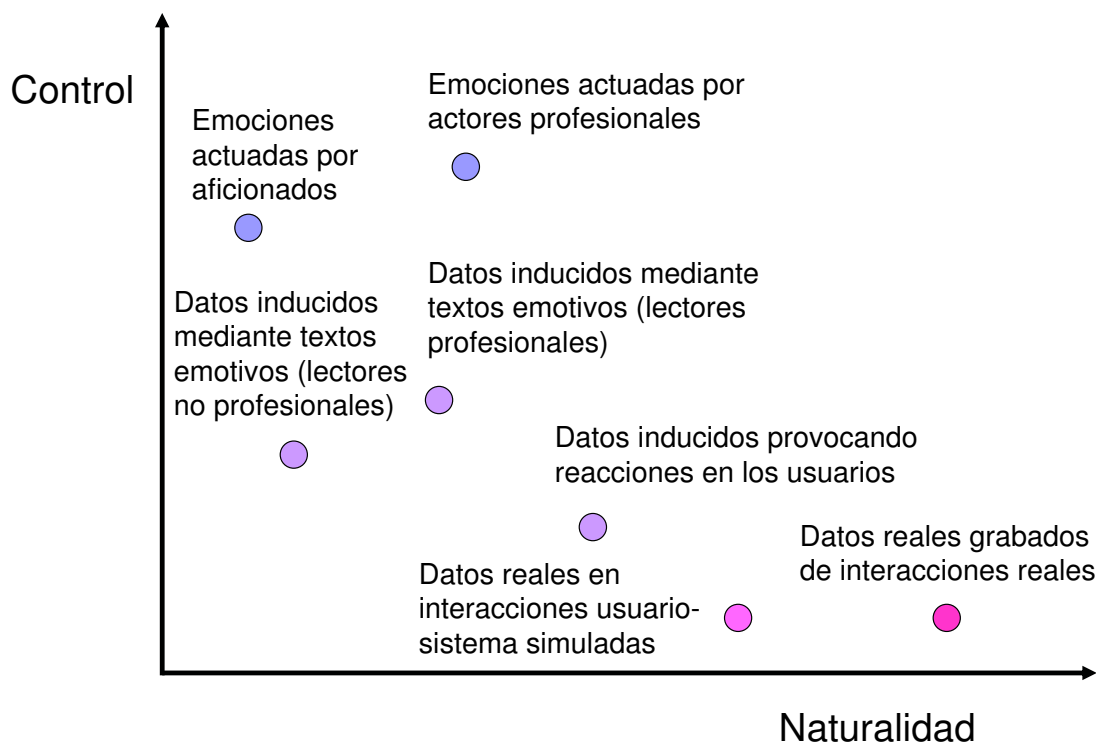 Control
Emociones actuadas por
actores profesionales
Emociones
actuadas por
aficionados
Datos inducidos mediante
textos emotivos (lectores
profesionales)
Datos inducidos
mediante textos
emotivos (lectores
no profesionales)
Datos inducidos provocando
reacciones en los usuarios
Datos reales grabados
de interacciones reales
Datos reales en
interacciones usuario-
sistema simuladas
Naturalidad